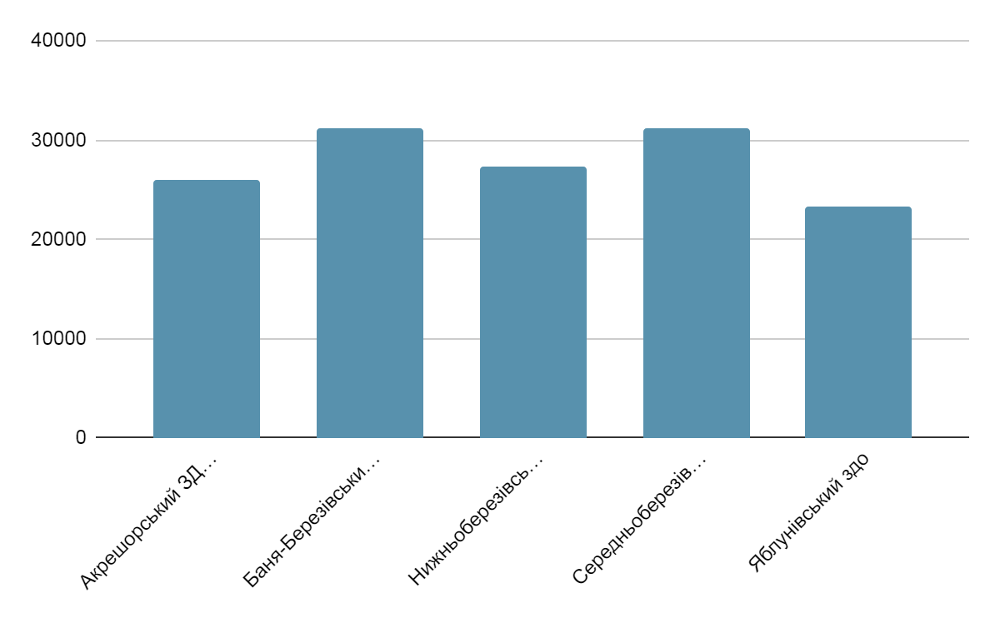 40000
30000
20000
10000
0
Акрешорський ЗД…
Баня-Березівськи…
Нижньоберезівсь…
Середньоберезів…
Яблунівський здо